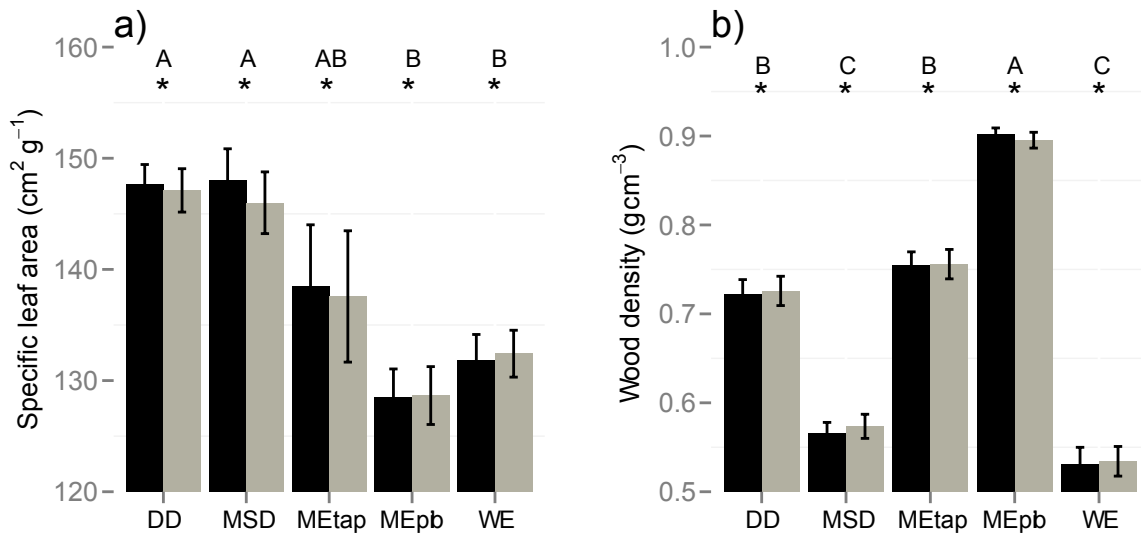 a)
Specific leaf area (cm² g⁻¹)
160
150
140
130
120
A A AB B B
* * * * *
DD MSD MEtap MEpb WE
b)
Wood density (gcm⁻³)
1.0
0.9
0.8
0.7
0.6
0.5
B C B A C
* * * * *
DD MSD MEtap MEpb WE